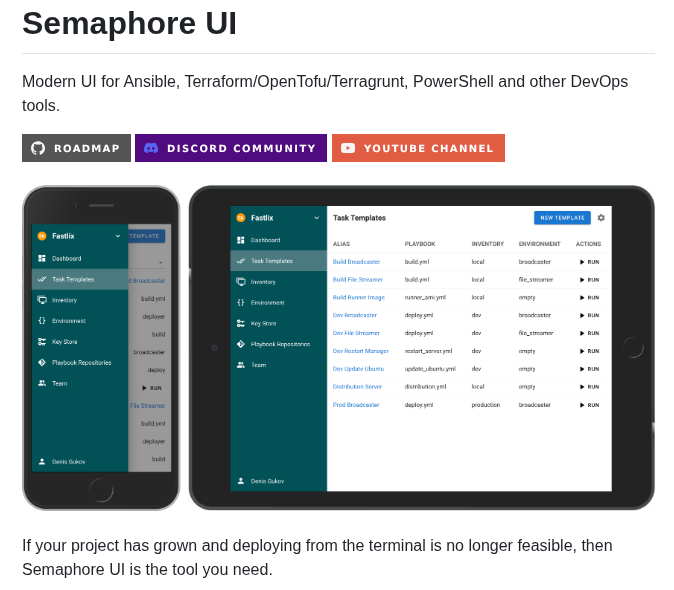 Semaphore UI
Modern UI for Ansible, Terraform/OpenTofu/Terragrunt, PowerShell and other DevOps
tools.
ROADMAP DISCORD COMMUNITY YOUTUBE CHANNEL
FA Fastlix TEMPLATE
Dashboard
Task Templates d Broadcaster
Inventory build.yml
Environment deployer
Key Store build
Playbook Repositories broadcaster
Team deploy
RUN
File Streamer
build.yml
deployer
Denis Gukov build
FA Fastlix Task Templates NEW TEMPLATE
Dashboard ALIAS PLAYBOOK INVENTORY ENVIRONMENT ACTIONS
Task Templates Build Broadcaster build.yml local broadcaster RUN
Inventory Build File Streamer build.yml local file_streamer RUN
Environment Build Runner Image runner_ami.yml local empty RUN
Key Store Dev Broadcaster deploy.yml dev broadcaster RUN
Playbook Repositories Dev File Streamer deploy.yml dev file_streamer RUN
Dev Restart Manager restart_server.yml dev empty RUN
Team Dev Update Ubuntu update_ubuntu.yml dev empty RUN
Distribution Server distribution.yml local empty RUN
Prod Broadcaster deploy.yml production broadcaster RUN
Denis Gukov
If your project has grown and deploying from the terminal is no longer feasible, then
Semaphore UI is the tool you need.